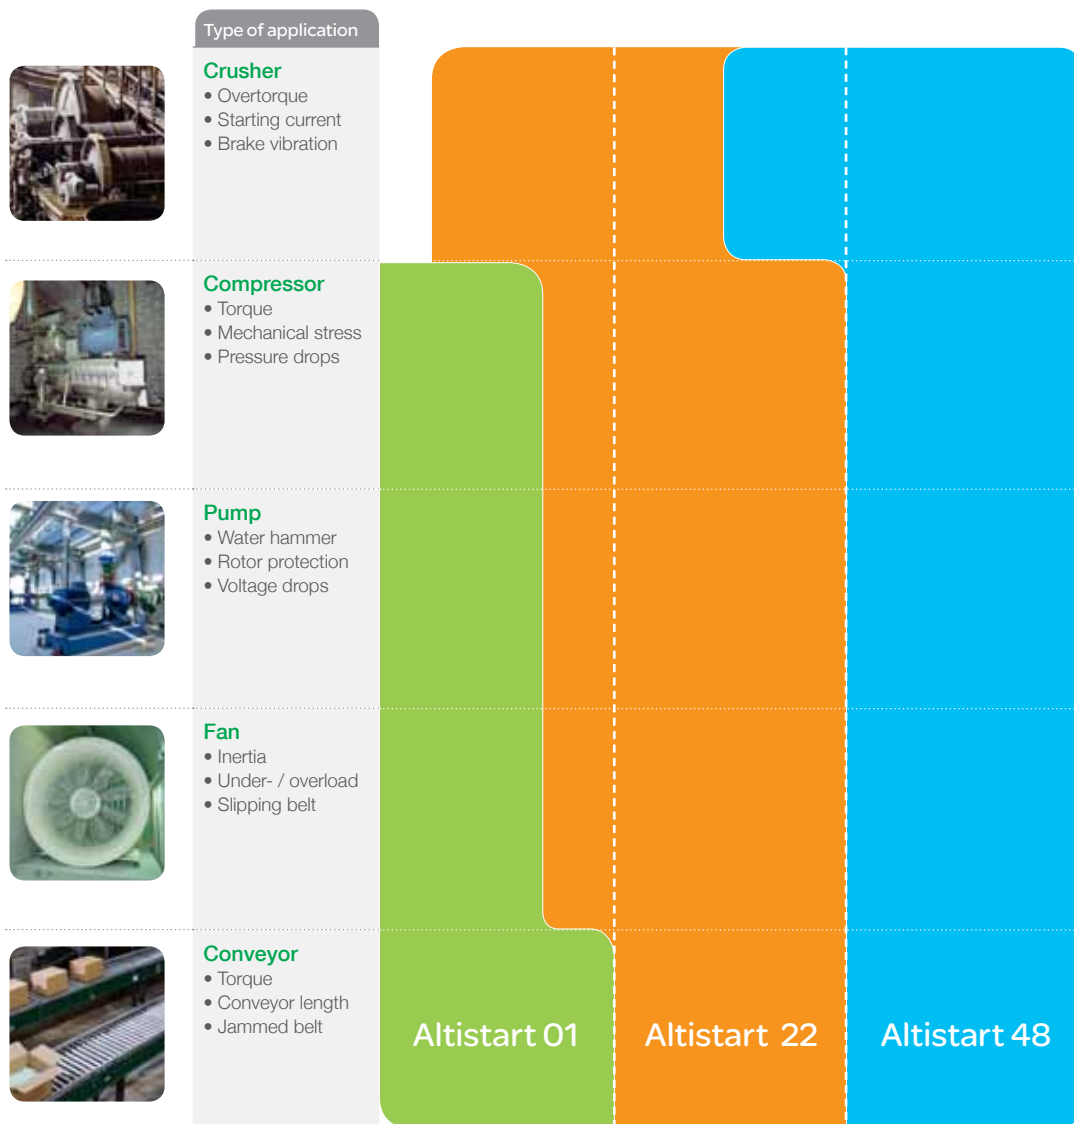 Type of application
Crusher
• Overtorque
• Starting current
• Brake vibration
Compressor
• Torque
• Mechanical stress
• Pressure drops
Pump
• Water hammer
• Rotor protection
• Voltage drops
Fan
• Inertia
• Under- / overload
• Slipping belt
Conveyor
• Torque
• Conveyor length
• Jammed belt
Altistart 01
Altistart 22
Altistart 48